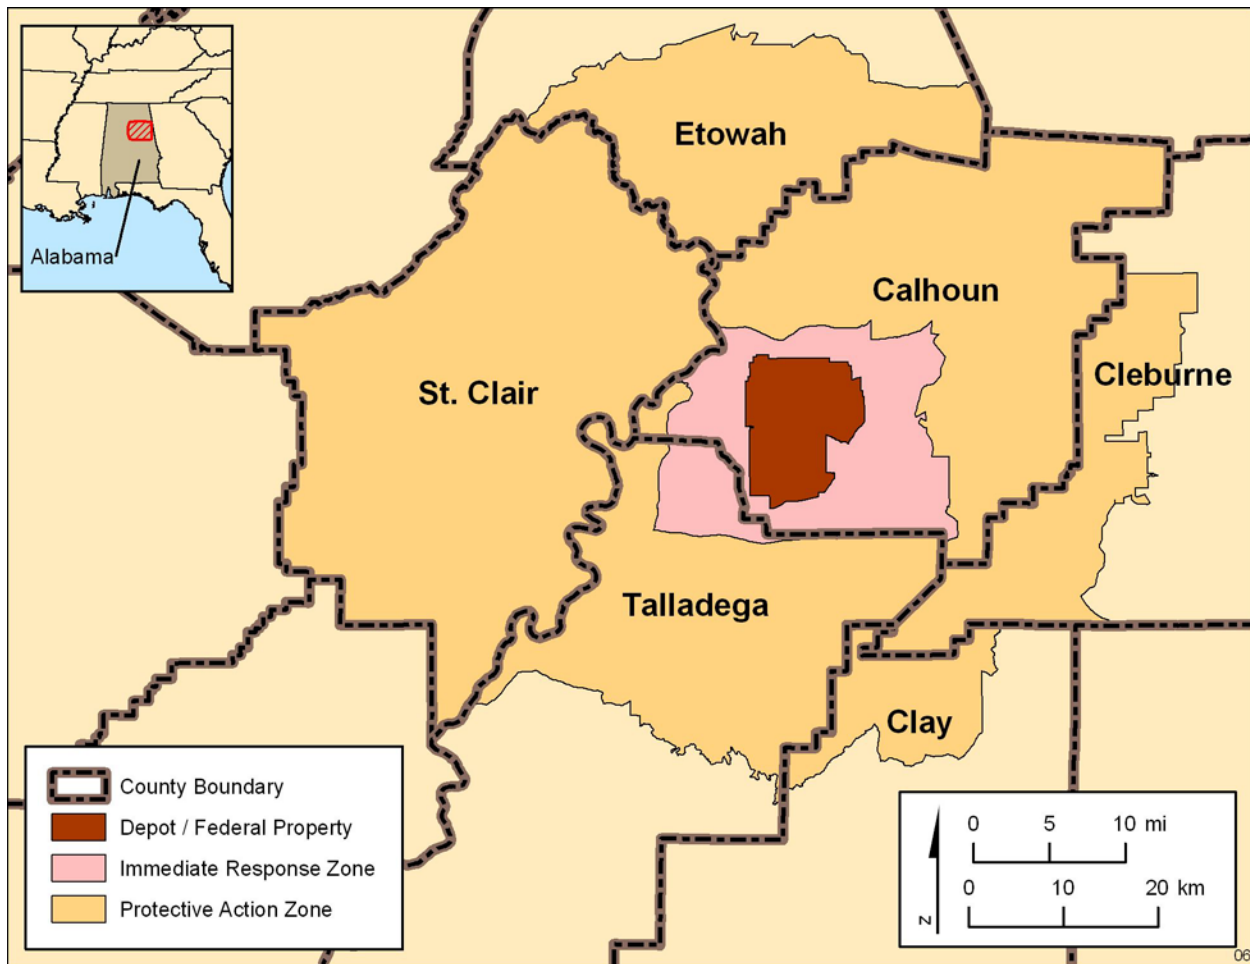 Alabama
Etowah
Calhoun
St. Clair
Cleburne
Talladega
Clay
County Boundary
Depot / Federal Property
Immediate Response Zone
Protective Action Zone
0 5 10 mi
0 10 20 km
N
06